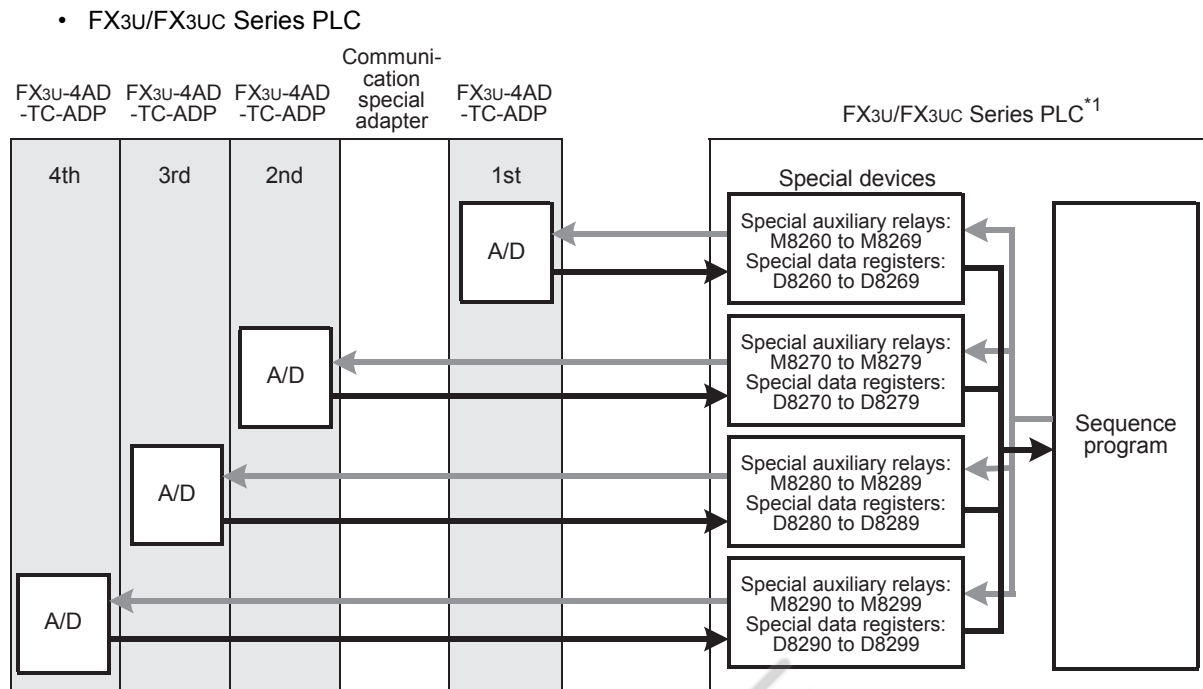 • FX3U/FX3UC Series PLC
FX3U-4AD
-TC-ADP
FX3U-4AD
-TC-ADP
FX3U-4AD
-TC-ADP
Communi-
cation
special
adapter
FX3U-4AD
-TC-ADP
FX3U/FX3UC Series PLC*1
4th
3rd
2nd
1st
Special devices
A/D
Special auxiliary relays:
M8260 to M8269
Special data registers:
D8260 to D8269
A/D
Special auxiliary relays:
M8270 to M8279
Special data registers:
D8270 to D8279
Sequence
program
A/D
Special auxiliary relays:
M8280 to M8289
Special data registers:
D8280 to D8289
A/D
Special auxiliary relays:
M8290 to M8299
Special data registers:
D8290 to D8299